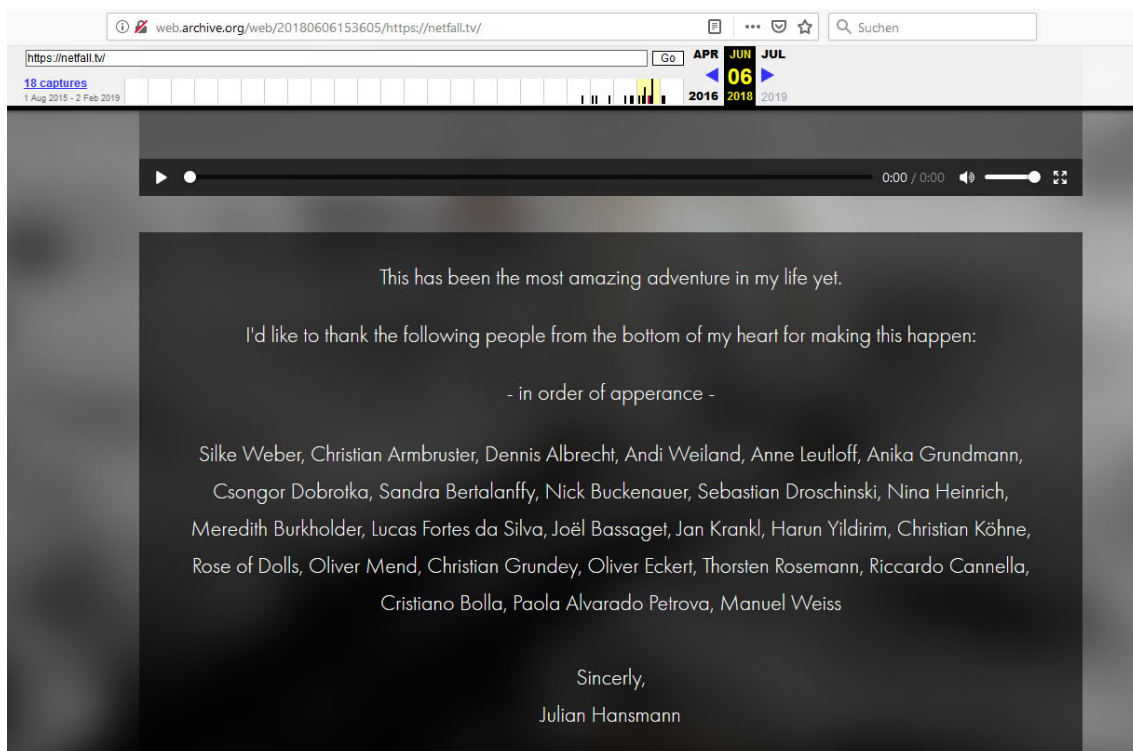 web.archive.org/web/20180606153605/https://netfall.tv/
Suchen
https://netfall.tv/
Go
APR JUN JUL
18 captures
06
1 Aug 2015 - 2 Feb 2019
2016 2018 2019
0:00 / 0:00
This has been the most amazing adventure in my life yet.
I'd like to thank the following people from the bottom of my heart for making this happen:
- in order of apperance -
Silke Weber, Christian Armbruster, Dennis Albrecht, Andi Weiland, Anne Leutloff, Anika Grundmann,
Csongor Dobrotka, Sandra Bertalanffy, Nick Buckenauer, Sebastian Droschinski, Nina Heinrich,
Meredith Burkholder, Lucas Fortes da Silva, Joël Bassaget, Jan Krankl, Harun Yildirim, Christian Köhne,
Rose of Dolls, Oliver Mend, Christian Grundey, Oliver Eckert, Thorsten Rosemann, Riccardo Cannella,
Cristiano Bolla, Paola Alvarado Petrova, Manuel Weiss
Sincerly,
Julian Hansmann